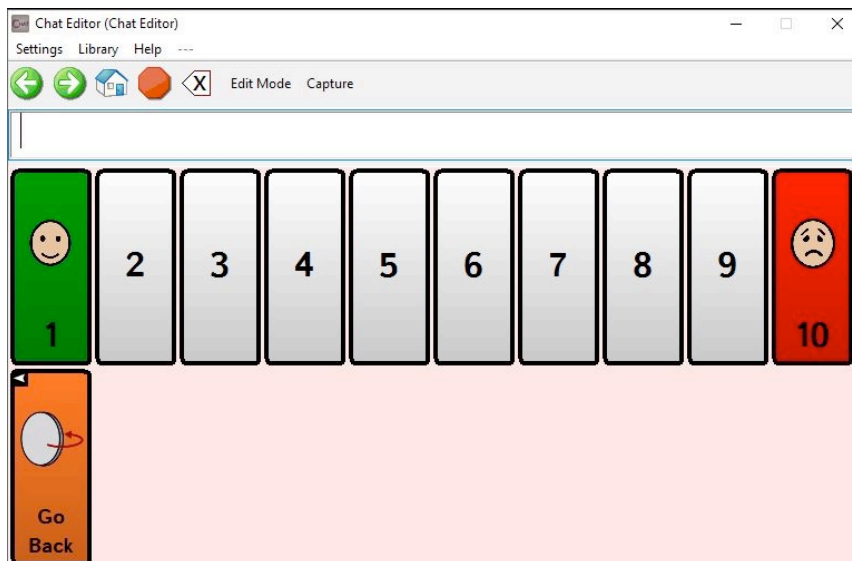 Chat Editor (Chat Editor)
Settings Library Help ---
X Edit Mode Capture
1 2 3 4 5 6 7 8 9 10
Go
Back